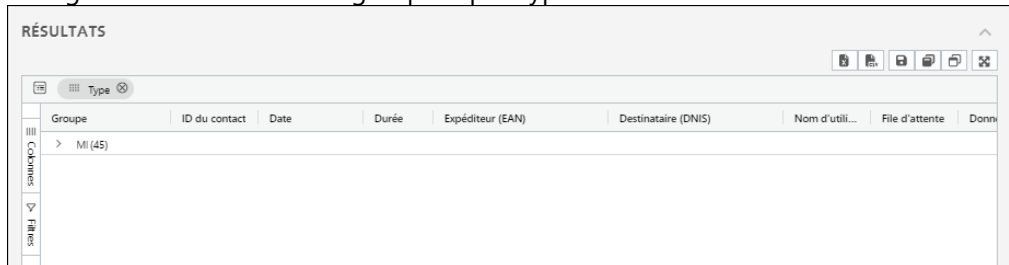 RÉSULTATS
Type
Groupe ID du contact Date Durée Expéditeur (EAN) Destinataire (DNIS) Nom d'utili... File d'attente Donn
MI (45)
Colonnes
Filtres